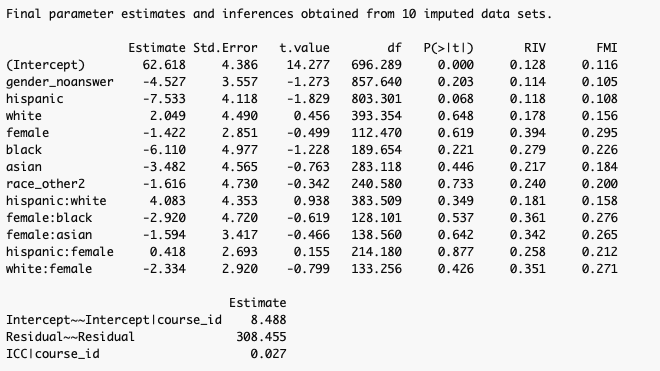 Final parameter estimates and inferences obtained from 10 imputed data sets.
Estimate Std.Error t.value df P(>|t|) RIV FMI
(Intercept) 62.618 4.386 14.277 696.289 0.000 0.128 0.116
gender_noanswer -4.527 3.557 -1.273 857.640 0.203 0.114 0.105
hispanic -7.533 4.118 -1.829 803.301 0.068 0.118 0.108
white 2.049 4.490 0.456 393.354 0.648 0.178 0.156
female -1.422 2.851 -0.499 112.470 0.619 0.394 0.295
black -6.110 4.977 -1.228 189.654 0.221 0.279 0.226
asian -3.482 4.565 -0.763 283.118 0.446 0.217 0.184
race_other2 -1.616 4.730 -0.342 240.580 0.733 0.240 0.200
hispanic:white 4.083 4.353 0.938 383.509 0.349 0.181 0.158
female:black -2.920 4.720 -0.619 128.101 0.537 0.361 0.276
female:asian -1.594 3.417 -0.466 138.560 0.642 0.342 0.265
hispanic:female 0.418 2.693 0.155 214.180 0.877 0.258 0.212
white:female -2.334 2.920 -0.799 133.256 0.426 0.351 0.271
Estimate
Intercept~~Intercept|course_id 8.488
Residual~~Residual 308.455
ICC|course_id 0.027